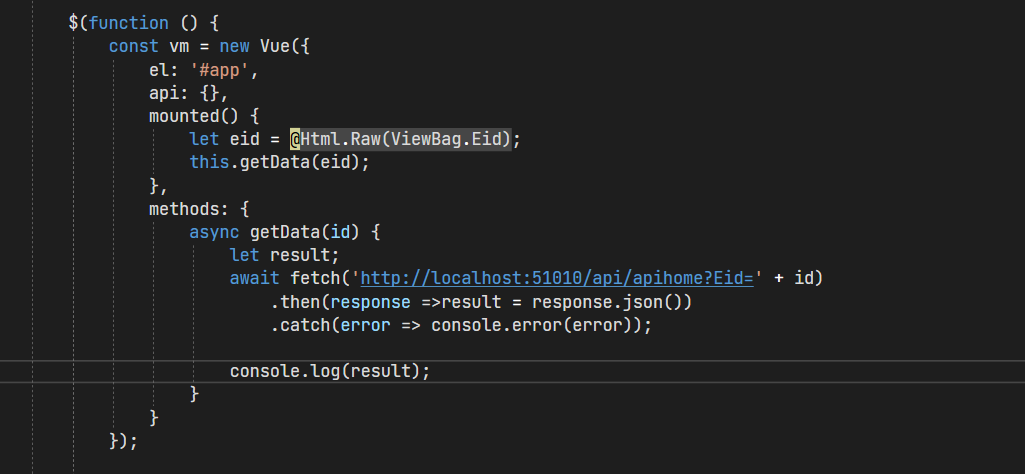 $(function () {
const vm = new Vue({
el: '#app',
api: {},
mounted() {
let eid = @Html.Raw(ViewBag.Eid);
this.getData(eid);
},
methods: {
async getData(id) {
let result;
await fetch('http://localhost:51010/api/apihome?Eid=' + id)
.then(response =>result = response.json())
.catch(error => console.error(error));
console.log(result);
}
}
});